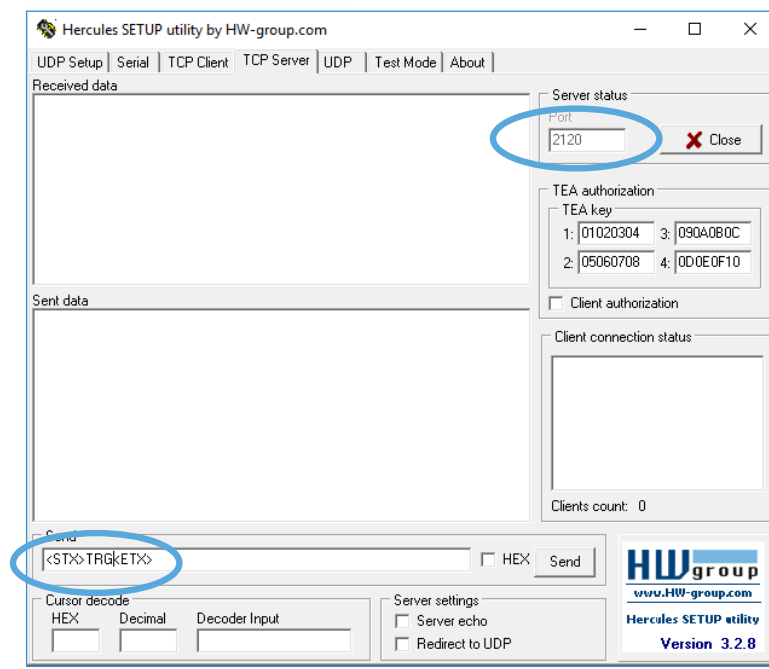 Hercules SETUP utility by HW-group.com
UDP Setup Serial TCP Client TCP Server UDP Test Mode About
Received data
Server status
Port
2120
Close
TEA authorization
TEA key
1: 01020304 3: 090A0B0C
2: 05060708 4: 0D0E0F10
Client authorization
Sent data
Client connection status
Clients count: 0
Send
<STX>TRG<ETX>
HEX
Send
Cursor decode
HEX Decimal Decoder Input
Server settings
Server echo
Redirect to UDP
HWgroup
www.HW-group.com
Hercules SETUP utility
Version 3.2.8